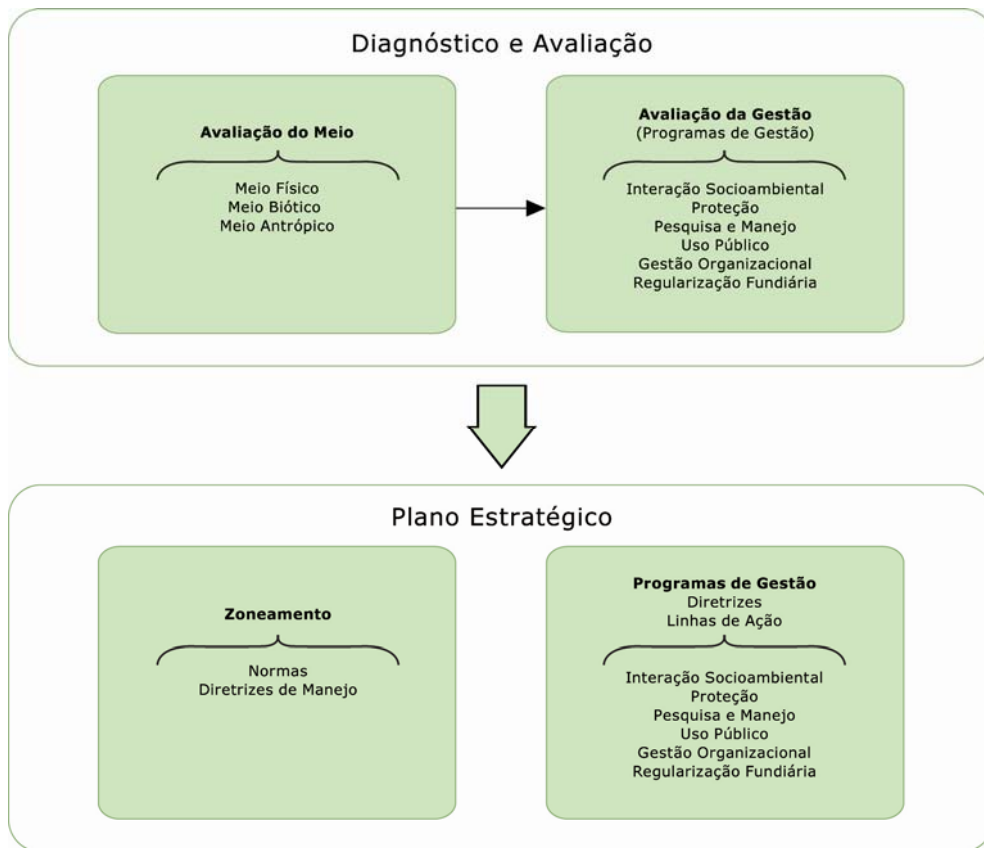 Diagnóstico e Avaliação
Avaliação do Meio
Meio Físico
Meio Biótico
Meio Antrópico
Avaliação da Gestão
(Programas de Gestão)
Interação Socioambiental
Proteção
Pesquisa e Manejo
Uso Público
Gestão Organizacional
Regularização Fundiária
Plano Estratégico
Zoneamento
Normas
Diretrizes de Manejo
Programas de Gestão
Diretrizes
Linhas de Ação
Interação Socioambiental
Proteção
Pesquisa e Manejo
Uso Público
Gestão Organizacional
Regularização Fundiária